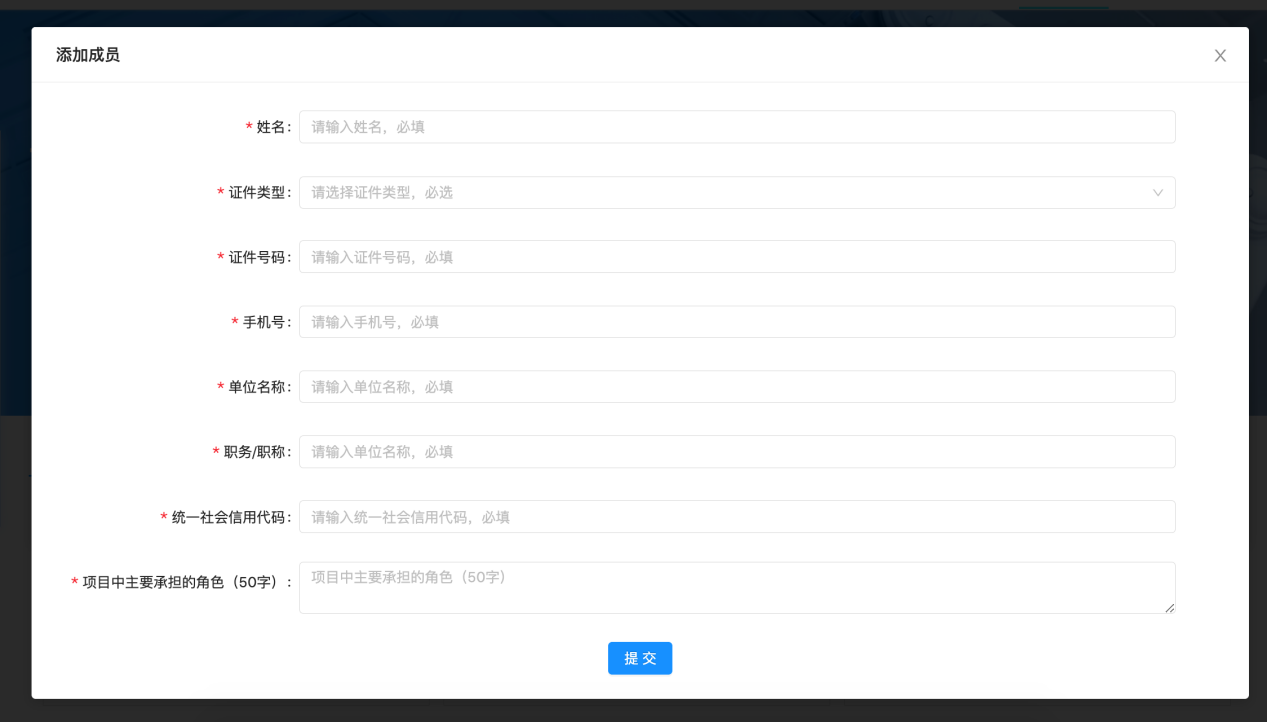 添加成员
* 姓名: 请输入姓名，必填
* 证件类型: 请选择证件类型，必选
* 证件号码: 请输入证件号码，必填
* 手机号: 请输入手机号，必填
* 单位名称: 请输入单位名称，必填
* 职务/职称: 请输入单位名称，必填
* 统一社会信用代码: 请输入统一社会信用代码，必填
* 项目中主要承担的角色（50字）: 项目中主要承担的角色（50字）
提 交